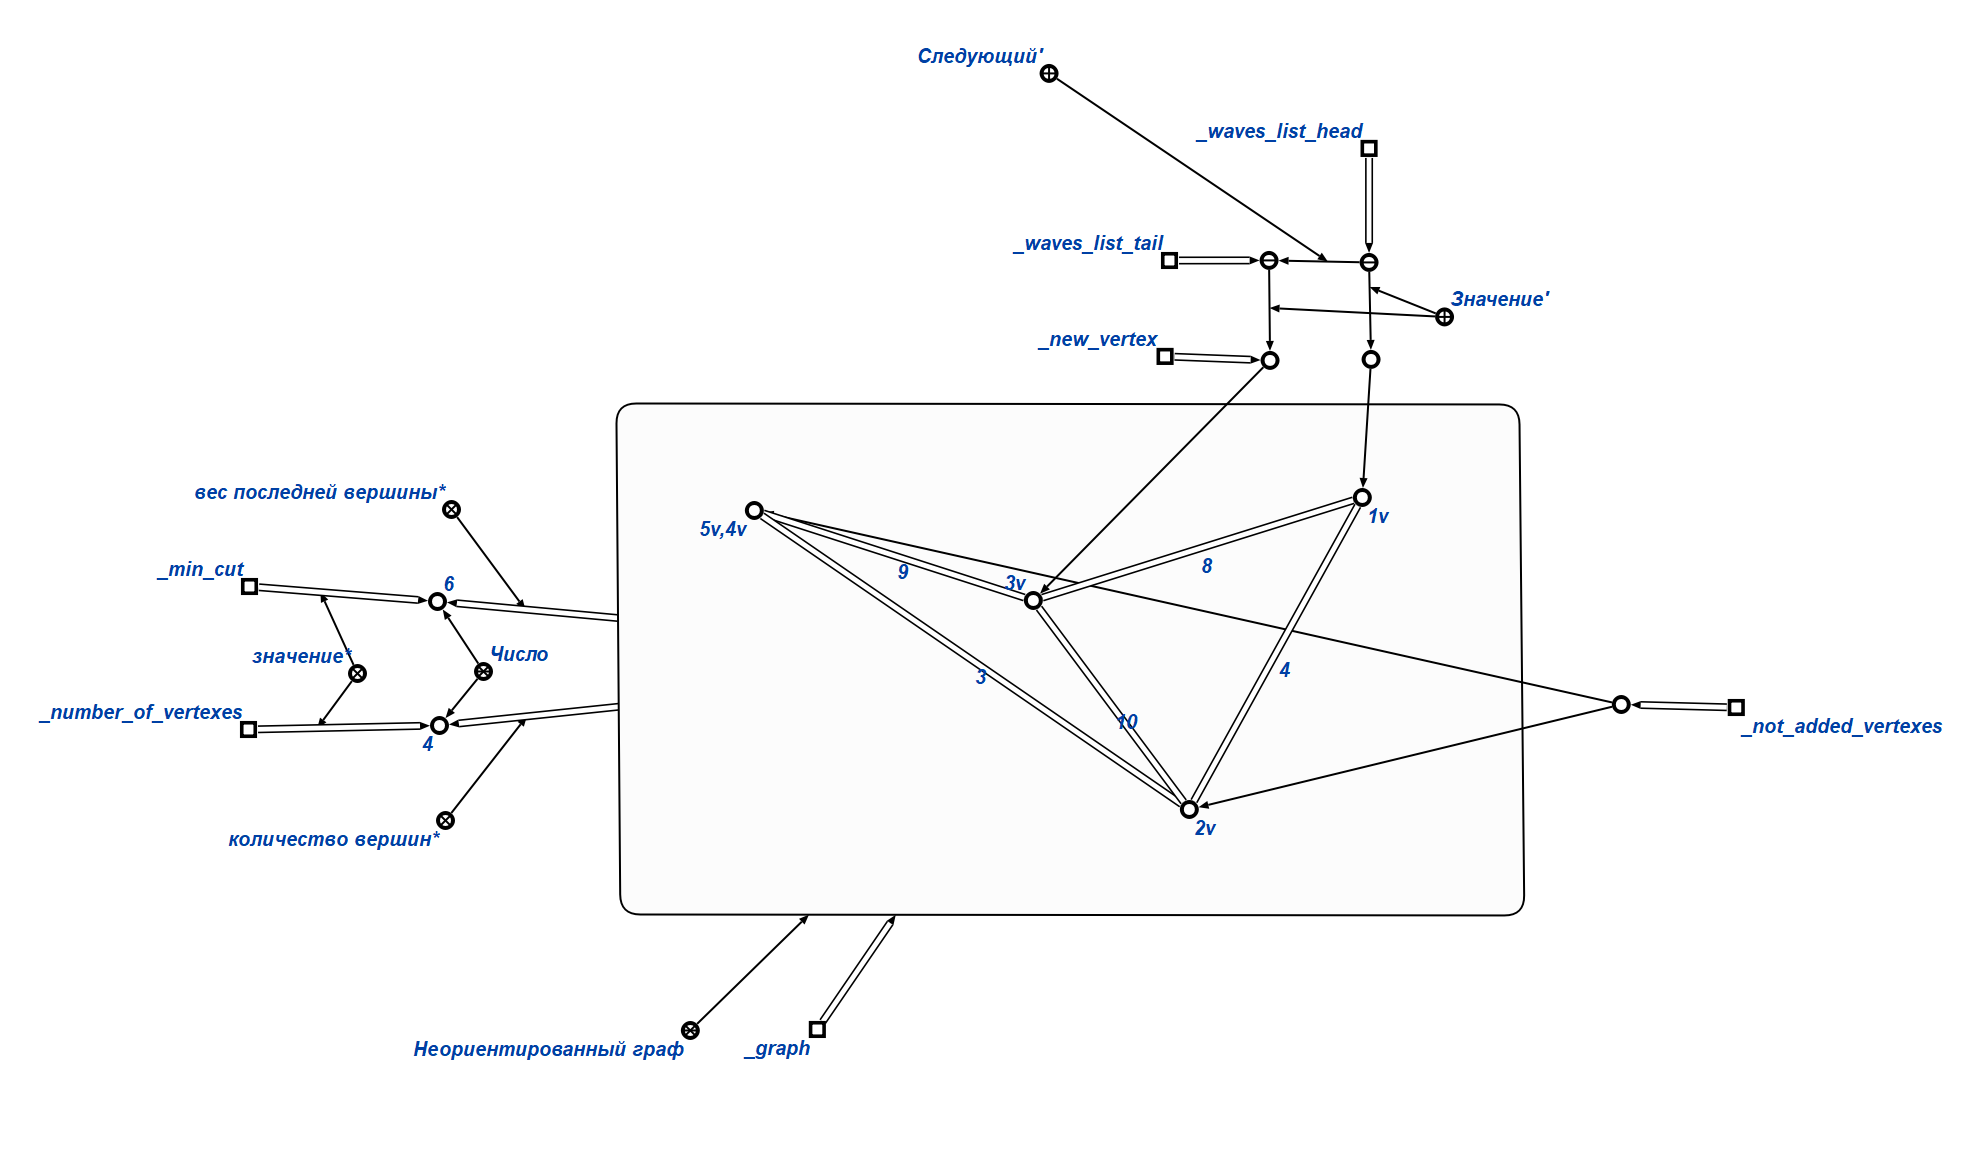 Следующий'
_waves_list_head
_waves_list_tail
Значение'
_new_vertex
вес последней вершины*
1v
5v,4v
_min_cut
6
9
3v
8
значение*
Число
3
4
_number_of_vertexes
4
10
_not_added_vertexes
количество вершин*
2v
Неориентированный граф
_graph